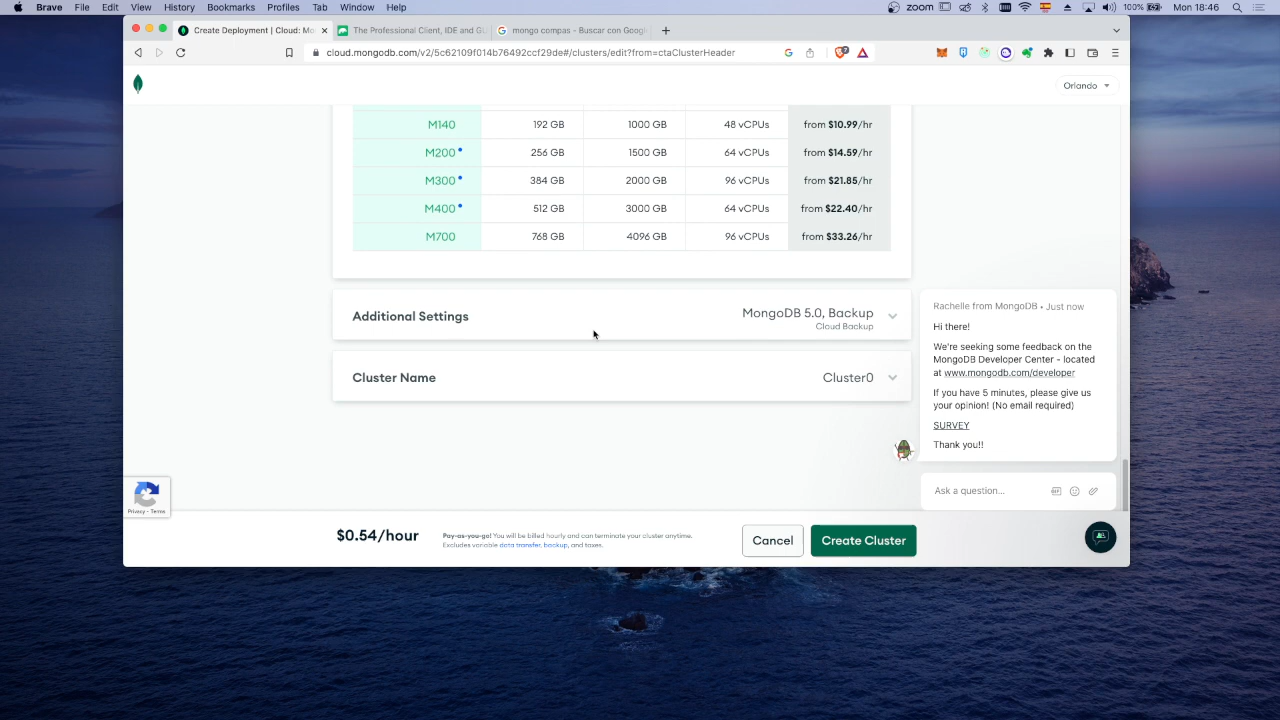 Brave File Edit View History Bookmarks Profiles Tab Window Help
zoom 100% Mon 18:46
Create Deployment | Cloud: Mo
The Professional Client, IDE and GU
mongo compas - Buscar con Google
cloud.mongodb.com/v2/5c62109f014b76492ccf29de#/clusters/edit?from=ctaClusterHeader
Orlando
M140 192 GB 1000 GB 48 vCPUs from $10.99/hr
M200 256 GB 1500 GB 64 vCPUs from $14.59/hr
M300 384 GB 2000 GB 96 vCPUs from $21.85/hr
M400 512 GB 3000 GB 64 vCPUs from $22.40/hr
M700 768 GB 4096 GB 96 vCPUs from $33.26/hr
Additional Settings MongoDB 5.0, Backup
Cloud Backup
Cluster Name Cluster0
Rachelle from MongoDB • Just now
Hi there!
We're seeking some feedback on the
MongoDB Developer Center - located
at www.mongodb.com/developer
If you have 5 minutes, please give us
your opinion! (No email required)
SURVEY
Thank you!!
Ask a question...
Privacy - Terms
$0.54/hour
Pay-as-you-go! You will be billed hourly and can terminate your cluster anytime.
Excludes variable data transfer, backup, and taxes.
Cancel
Create Cluster